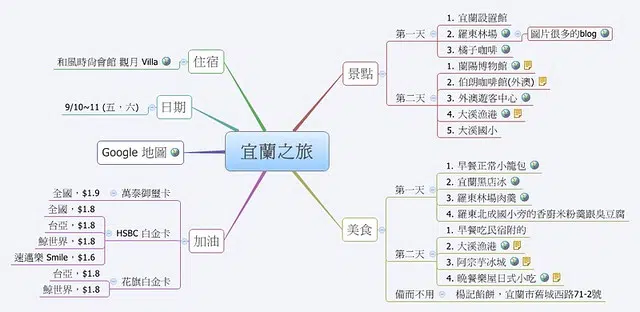 宜蘭之旅
住宿
和風時尚會館 觀月 Villa
日期
9/10~11 (五，六)
Google 地圖
加油
萬泰御璽卡
全國，$1.9
HSBC 白金卡
全國，$1.8
台亞，$1.8
鯨世界，$1.8
速邁樂 Smile，$1.6
花旗白金卡
台亞，$1.8
鯨世界，$1.8
景點
第一天
1. 宜蘭設置館
2. 羅東林場
圖片很多的blog
3. 橘子咖啡
第二天
1. 蘭陽博物館
2. 伯朗咖啡館(外澳)
3. 外澳遊客中心
4. 大溪漁港
5. 大溪國小
美食
第一天
1. 早餐正常小籠包
2. 宜蘭黑店冰
3. 羅東林場肉羹
4. 羅東北成國小旁的香廚米粉羹跟臭豆腐
第二天
1. 早餐吃民宿附的
2. 大溪漁港
3. 阿宗芋冰城
4. 晚餐樂屋日式小吃
備而不用
楊記餡餅，宜蘭市舊城西路71-2號